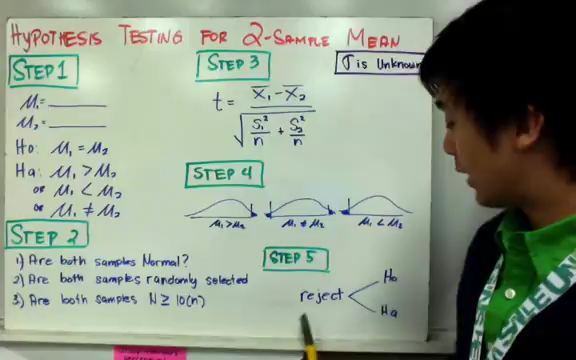 HYPOTHESIS TESTING FOR 2-SAMPLE MEAN
σ is Unknown
STEP 1
μ₁= ________
μ₂= ________
Ho: μ₁ = μ₂
Ha: μ₁ > μ₂
or μ₁ < μ₂
or μ₁ ≠ μ₂
STEP 2
1) Are both samples Normal?
2) Are both samples randomly selected
3) Are both samples N ≥ 10(n)
STEP 3
t = (x̄₁ - x̄₂) / √(S₁²/n + S₂²/n)
STEP 4
μ₁>μ₂ μ₁≠μ₂ μ₁<μ₂
STEP 5
reject
Ho
Ha